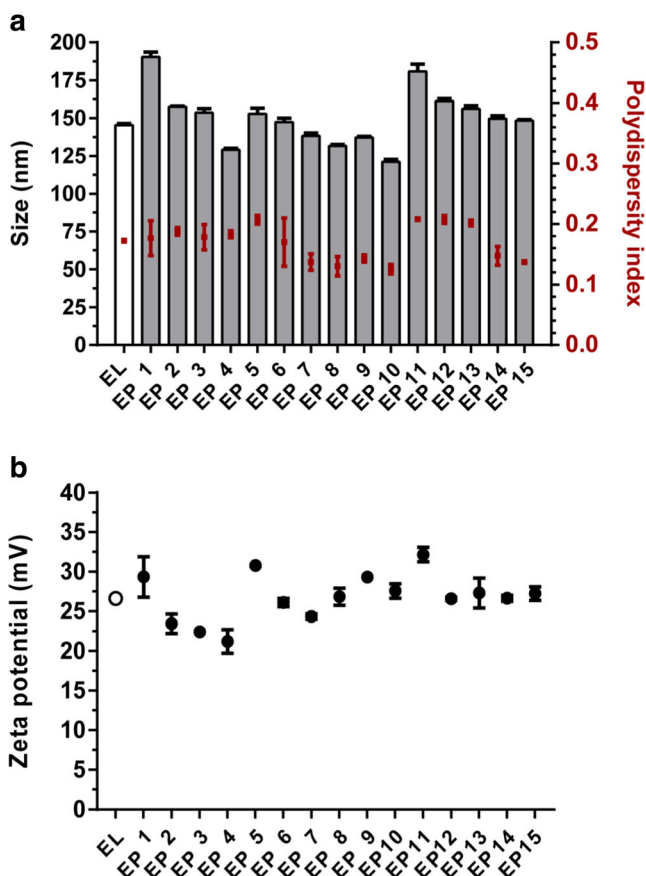 a
200
175
150
125
100
75
50
25
0
Size (nm)
0.5
0.4
0.3
0.2
0.1
0.0
Polydispersity index
EL
EP 1
EP 2
EP 3
EP 4
EP 5
EP 6
EP 7
EP 8
EP 9
EP 10
EP 11
EP 12
EP 13
EP 14
EP 15
b
40
35
30
25
20
15
10
5
0
Zeta potential (mV)
EL
EP 1
EP 2
EP 3
EP 4
EP 5
EP 6
EP 7
EP 8
EP 9
EP10
EP11
EP12
EP13
EP14
EP15